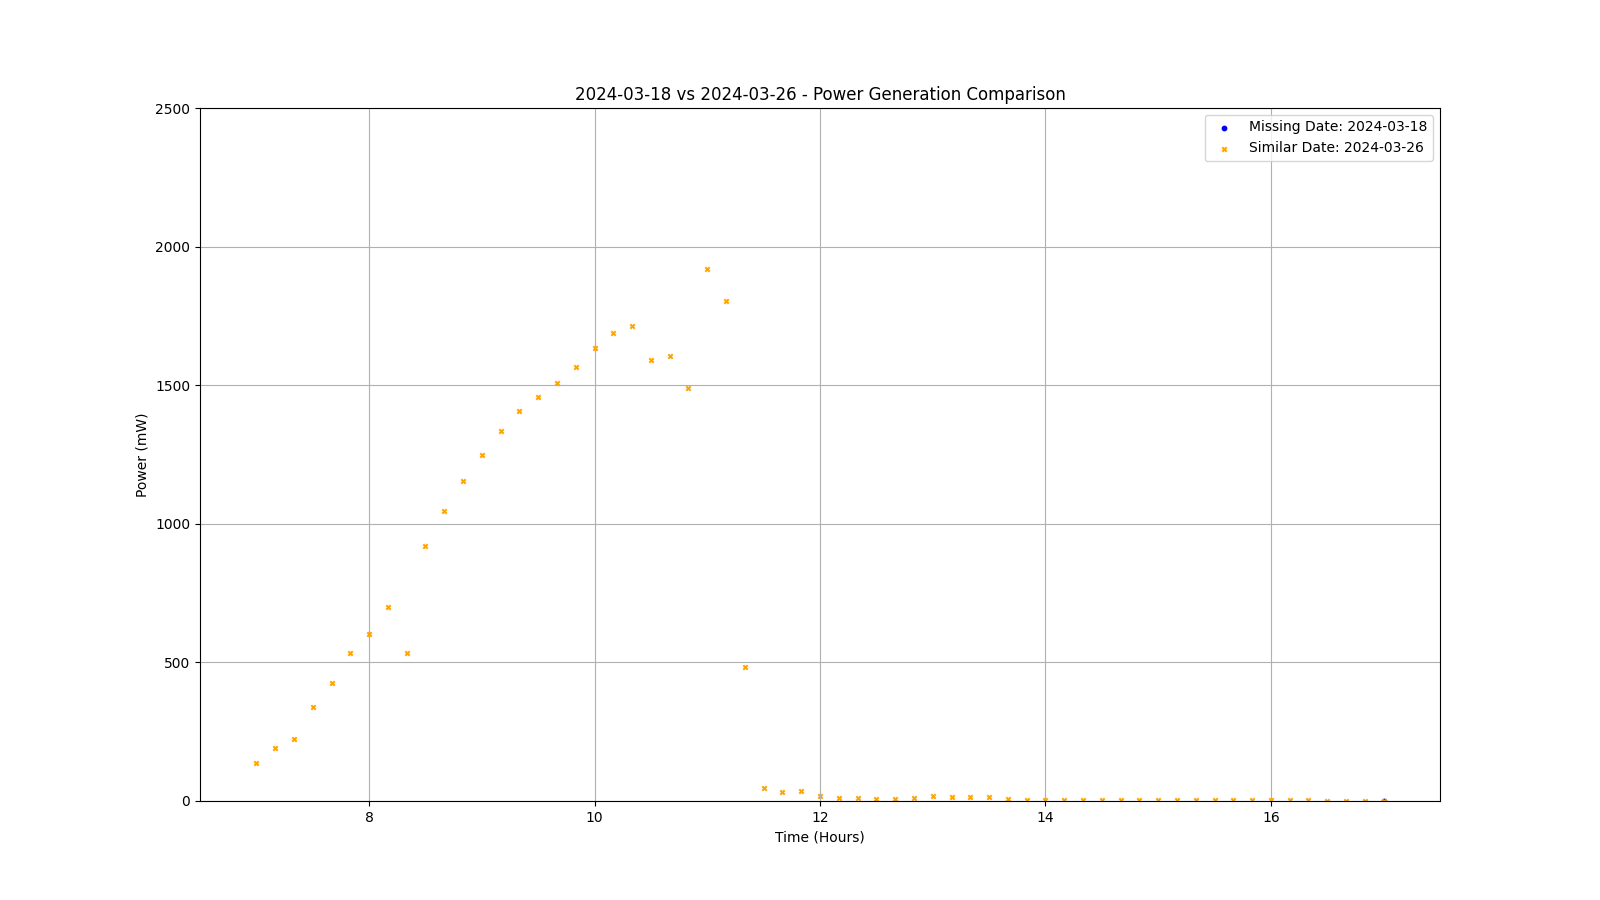 2024-03-18 vs 2024-03-26 - Power Generation Comparison
Missing Date: 2024-03-18
Similar Date: 2024-03-26
2500
2000
1500
1000
500
0
Power (mW)
8 10 12 14 16
Time (Hours)